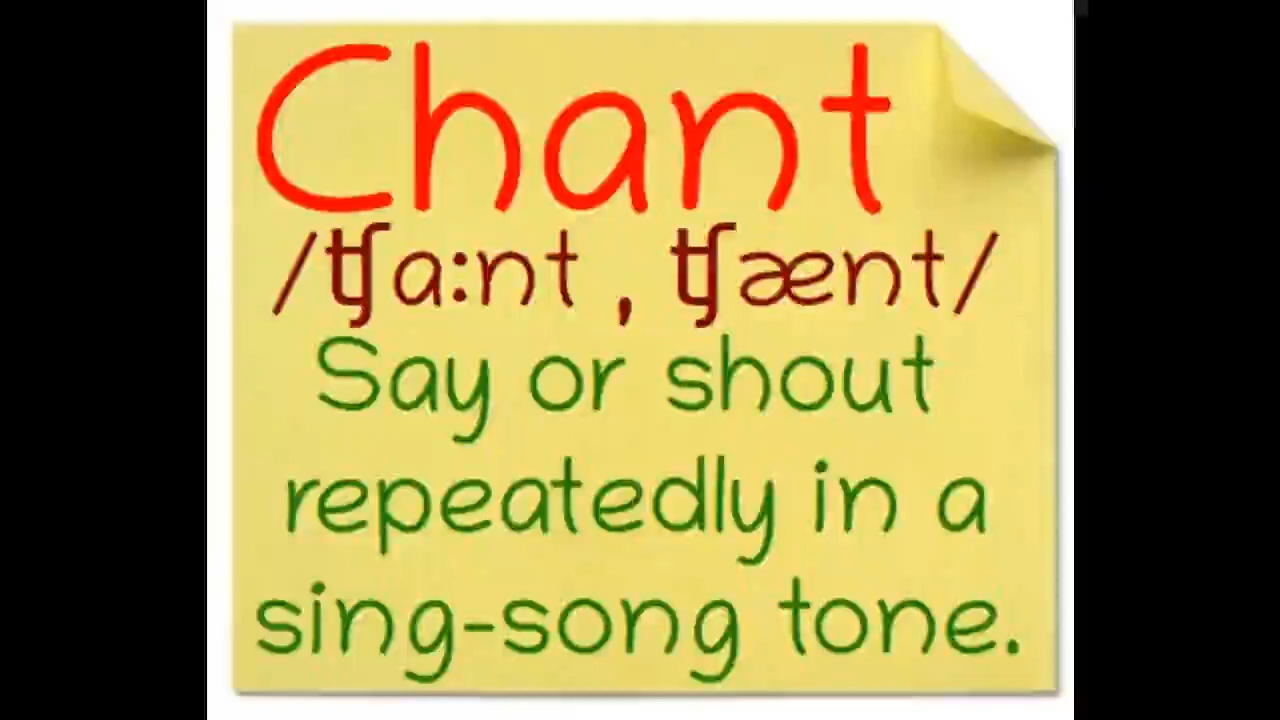 Chant
/ʧa:nt , ʧænt/
Say or shout
repeatedly in a
sing-song tone.